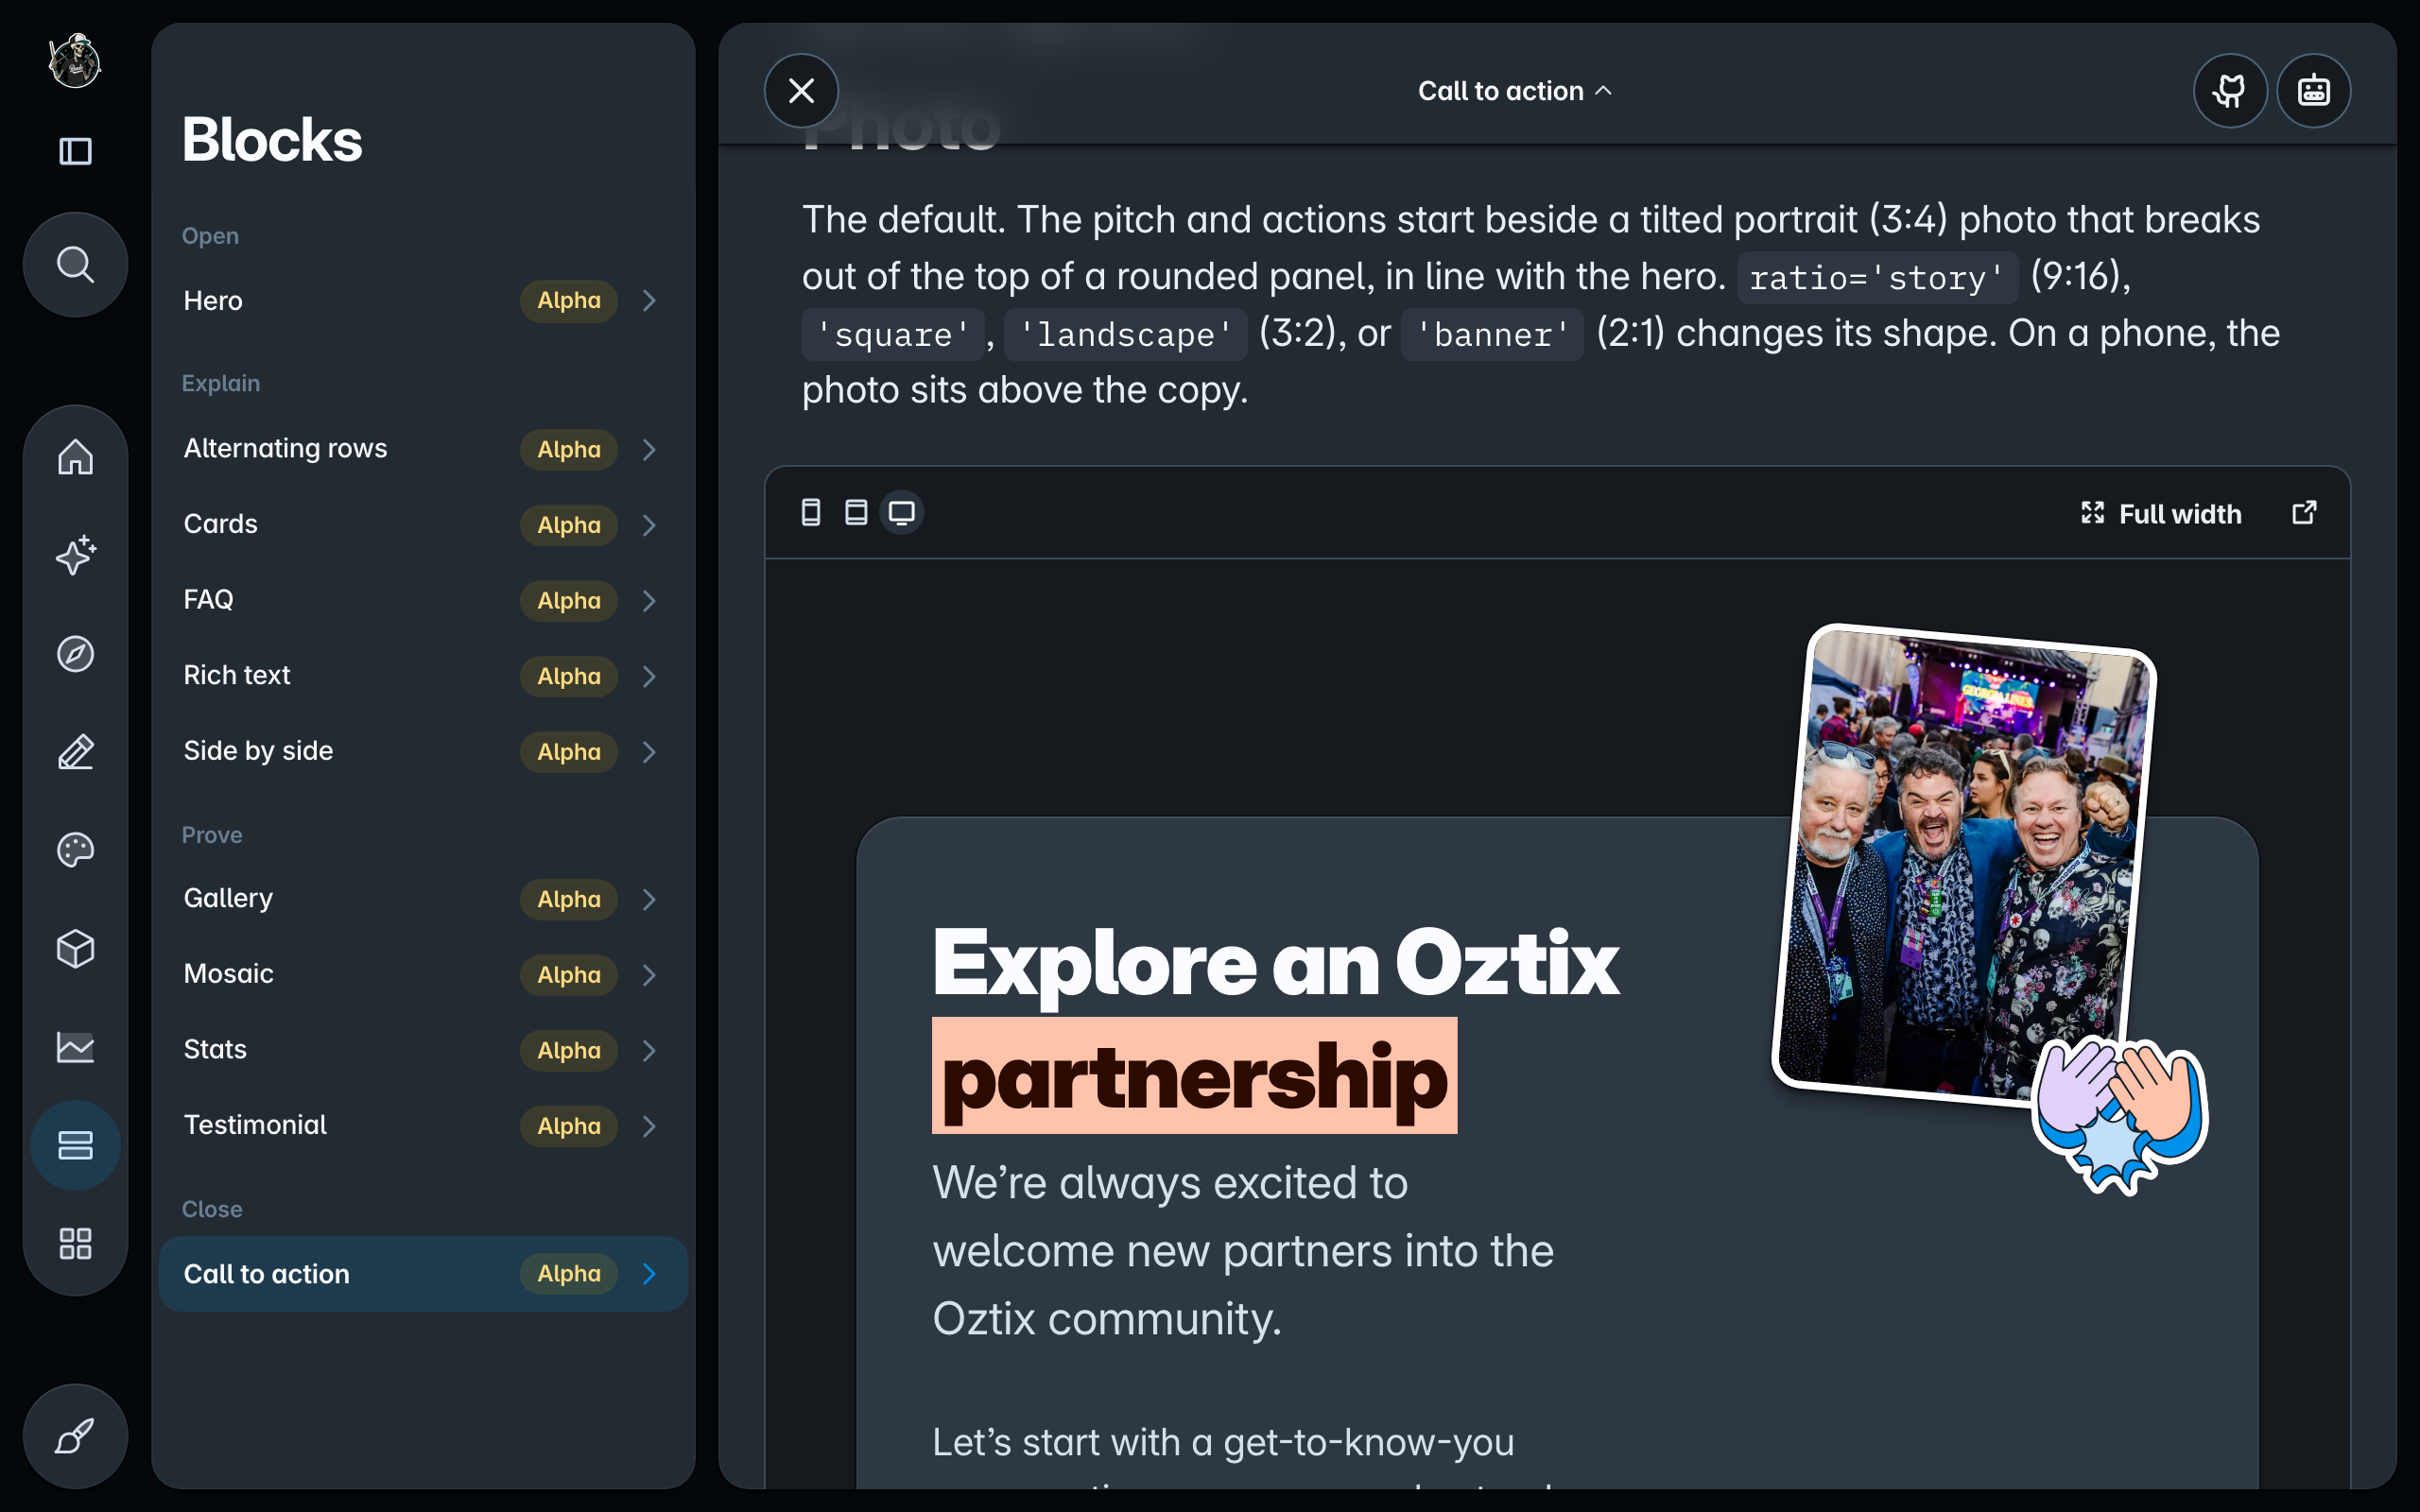 Blocks
Open
Hero Alpha
Explain
Alternating rows Alpha
Cards Alpha
FAQ Alpha
Rich text Alpha
Side by side Alpha
Prove
Gallery Alpha
Mosaic Alpha
Stats Alpha
Testimonial Alpha
Close
Call to action Alpha
Call to action
Photo
The default. The pitch and actions start beside a tilted portrait (3:4) photo that breaks
out of the top of a rounded panel, in line with the hero. ratio='story' (9:16),
'square', 'landscape' (3:2), or 'banner' (2:1) changes its shape. On a phone, the
photo sits above the copy.
Full width
Explore an Oztix
partnership
We’re always excited to
welcome new partners into the
Oztix community.
Let’s start with a get-to-know-you